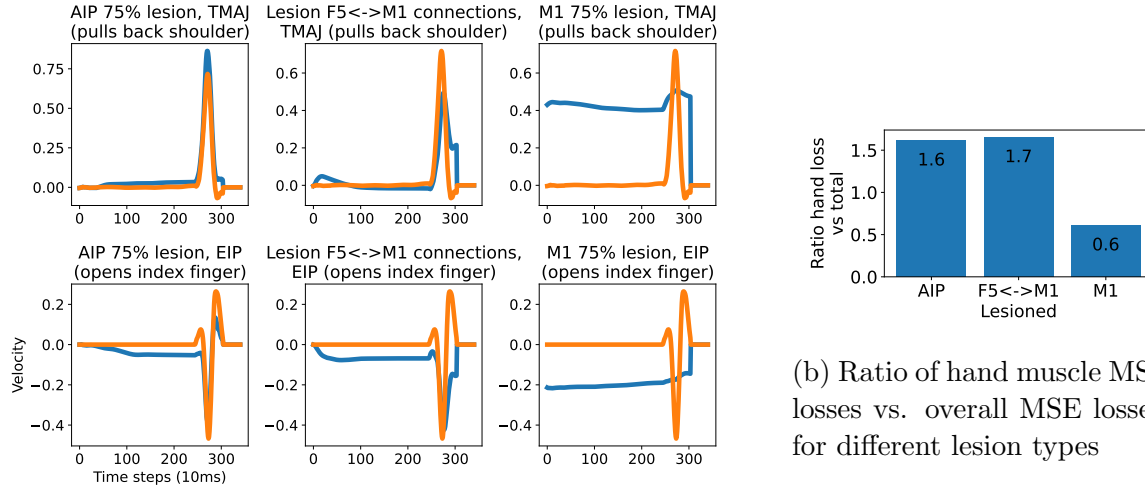 AIP 75% lesion, TMAJ
(pulls back shoulder)
0.75
0.50
0.25
0.00
0
100
200
300
Lesion F5<->M1 connections,
TMAJ (pulls back shoulder)
0.6
0.4
0.2
0.0
0
100
200
300
M1 75% lesion, TMAJ
(pulls back shoulder)
0.6
0.4
0.2
0.0
0
100
200
300
AIP 75% lesion, EIP
(opens index finger)
Velocity
0.2
0.0
−0.2
−0.4
0
100
200
300
Time steps (10ms)
Lesion F5<->M1 connections,
EIP (opens index finger)
0.2
0.0
−0.2
−0.4
0
100
200
300
M1 75% lesion, EIP
(opens index finger)
0.2
0.0
−0.2
−0.4
0
100
200
300
Ratio hand loss
vs total
1.5
1.0
0.5
0.0
1.6
1.7
0.6
AIP
F5<->M1
M1
Lesioned
(b) Ratio of hand muscle MS
losses vs. overall MSE losse
for different lesion types